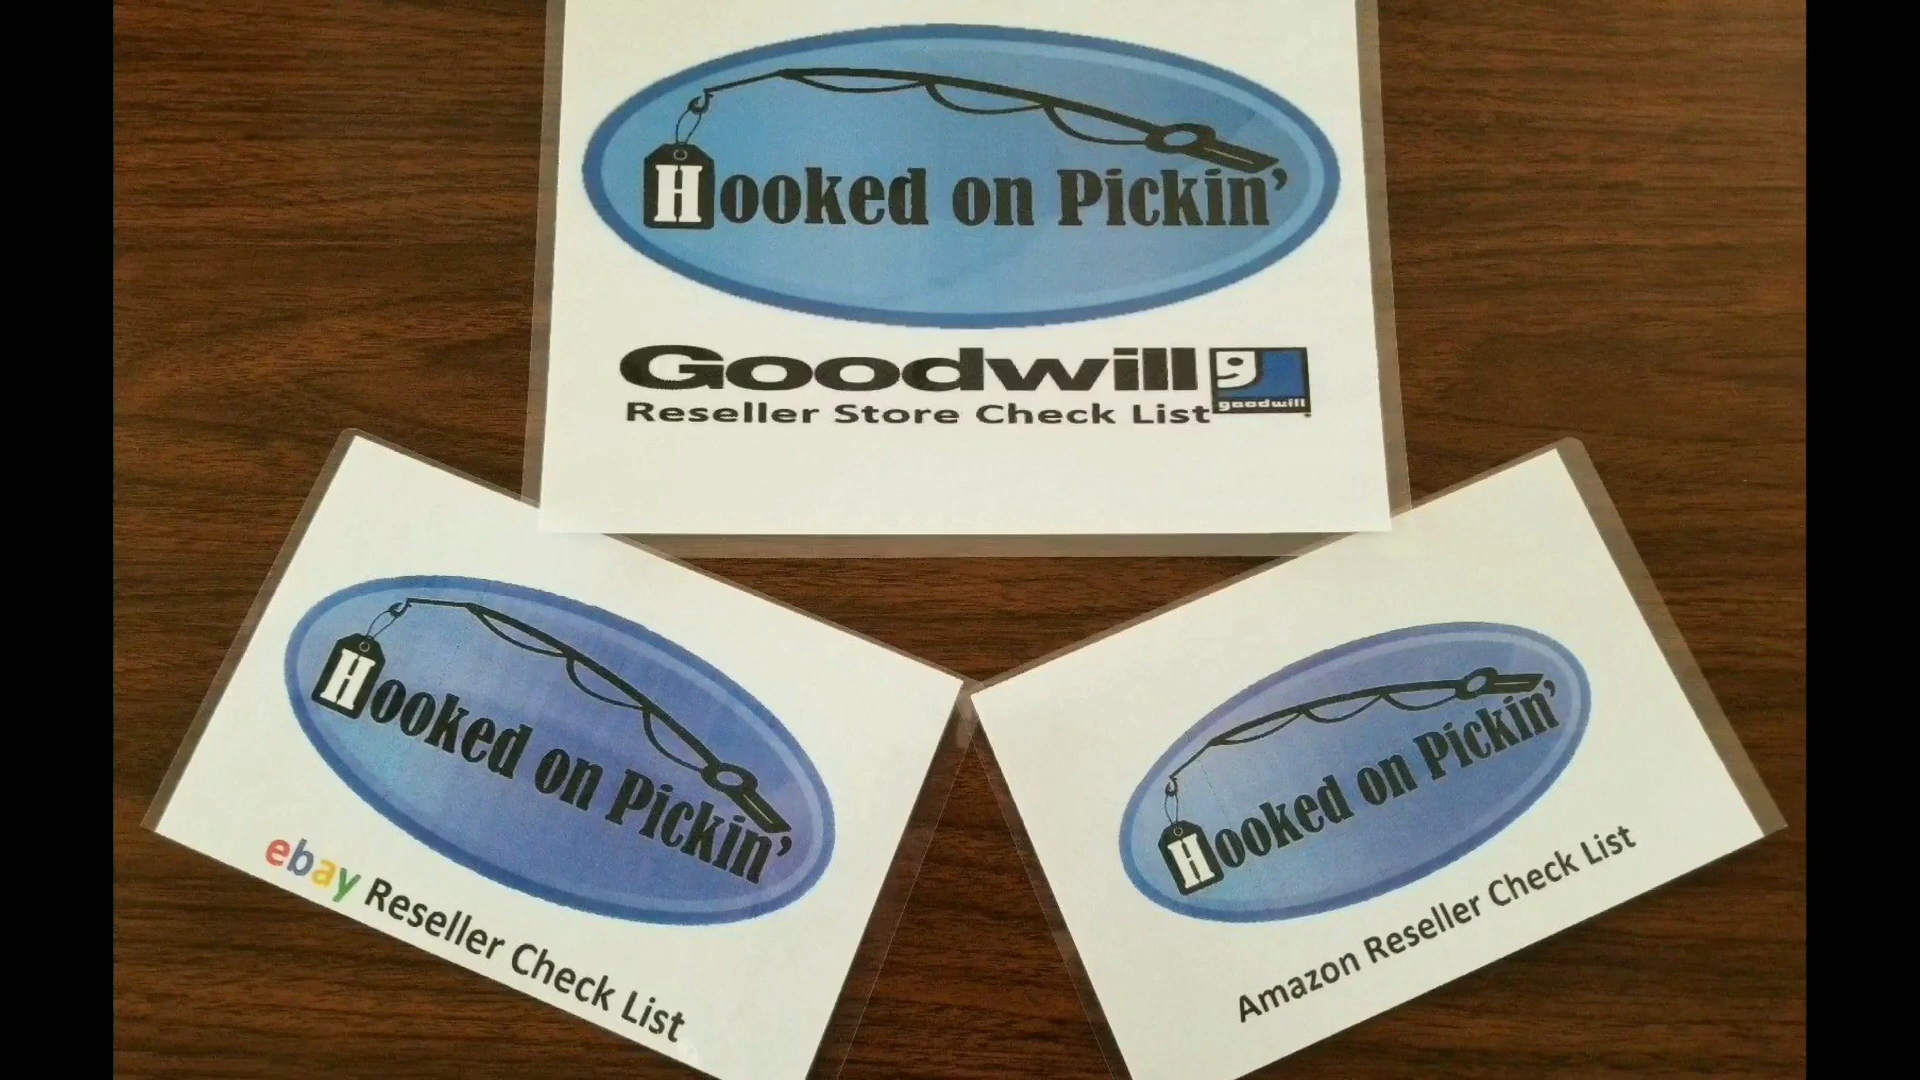 Hooked on Pickin'
Goodwill
Reseller Store Check List
goodwill
Hooked on Pickin'
ebay Reseller Check List
Hooked on Pickin'
Amazon Reseller Check List